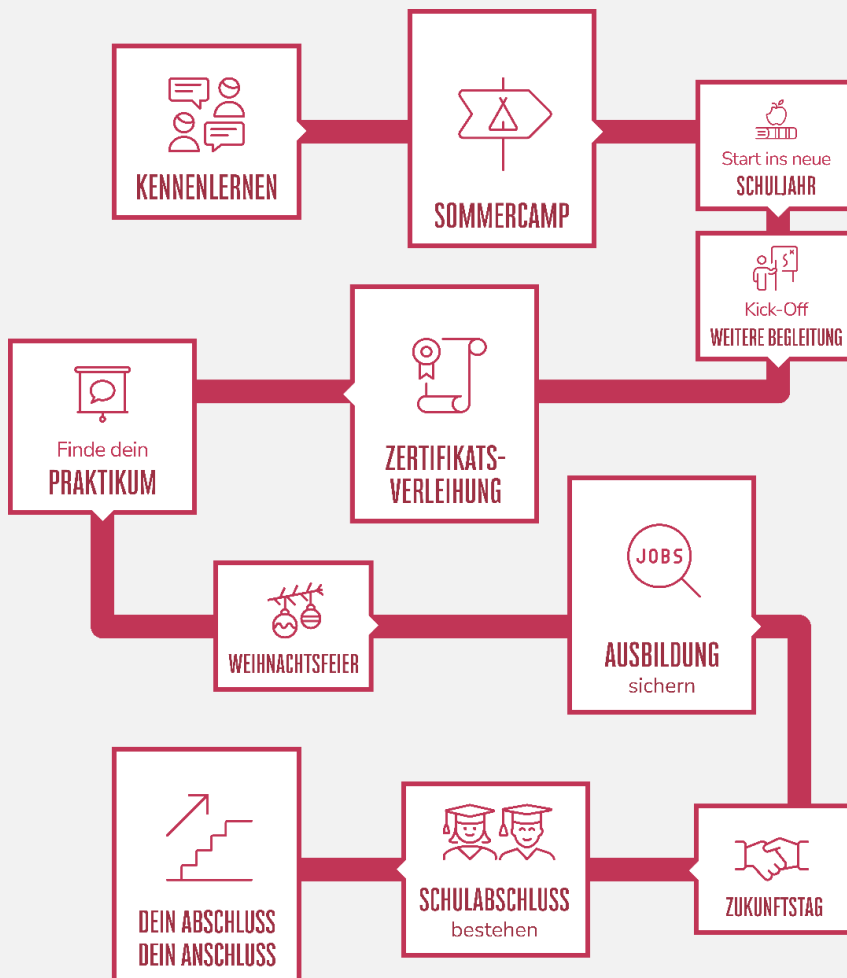 KENNENLERNEN
SOMMERCAMP
Start ins neue
SCHULJAHR
Kick-Off
WEITERE BEGLEITUNG
ZERTIFIKATS-
VERLEIHUNG
Finde dein
PRAKTIKUM
WEIHNACHTSFEIER
JOBS
AUSBILDUNG
sichern
ZUKUNFTSTAG
SCHULABSCHLUSS
bestehen
DEIN ABSCHLUSS
DEIN ANSCHLUSS